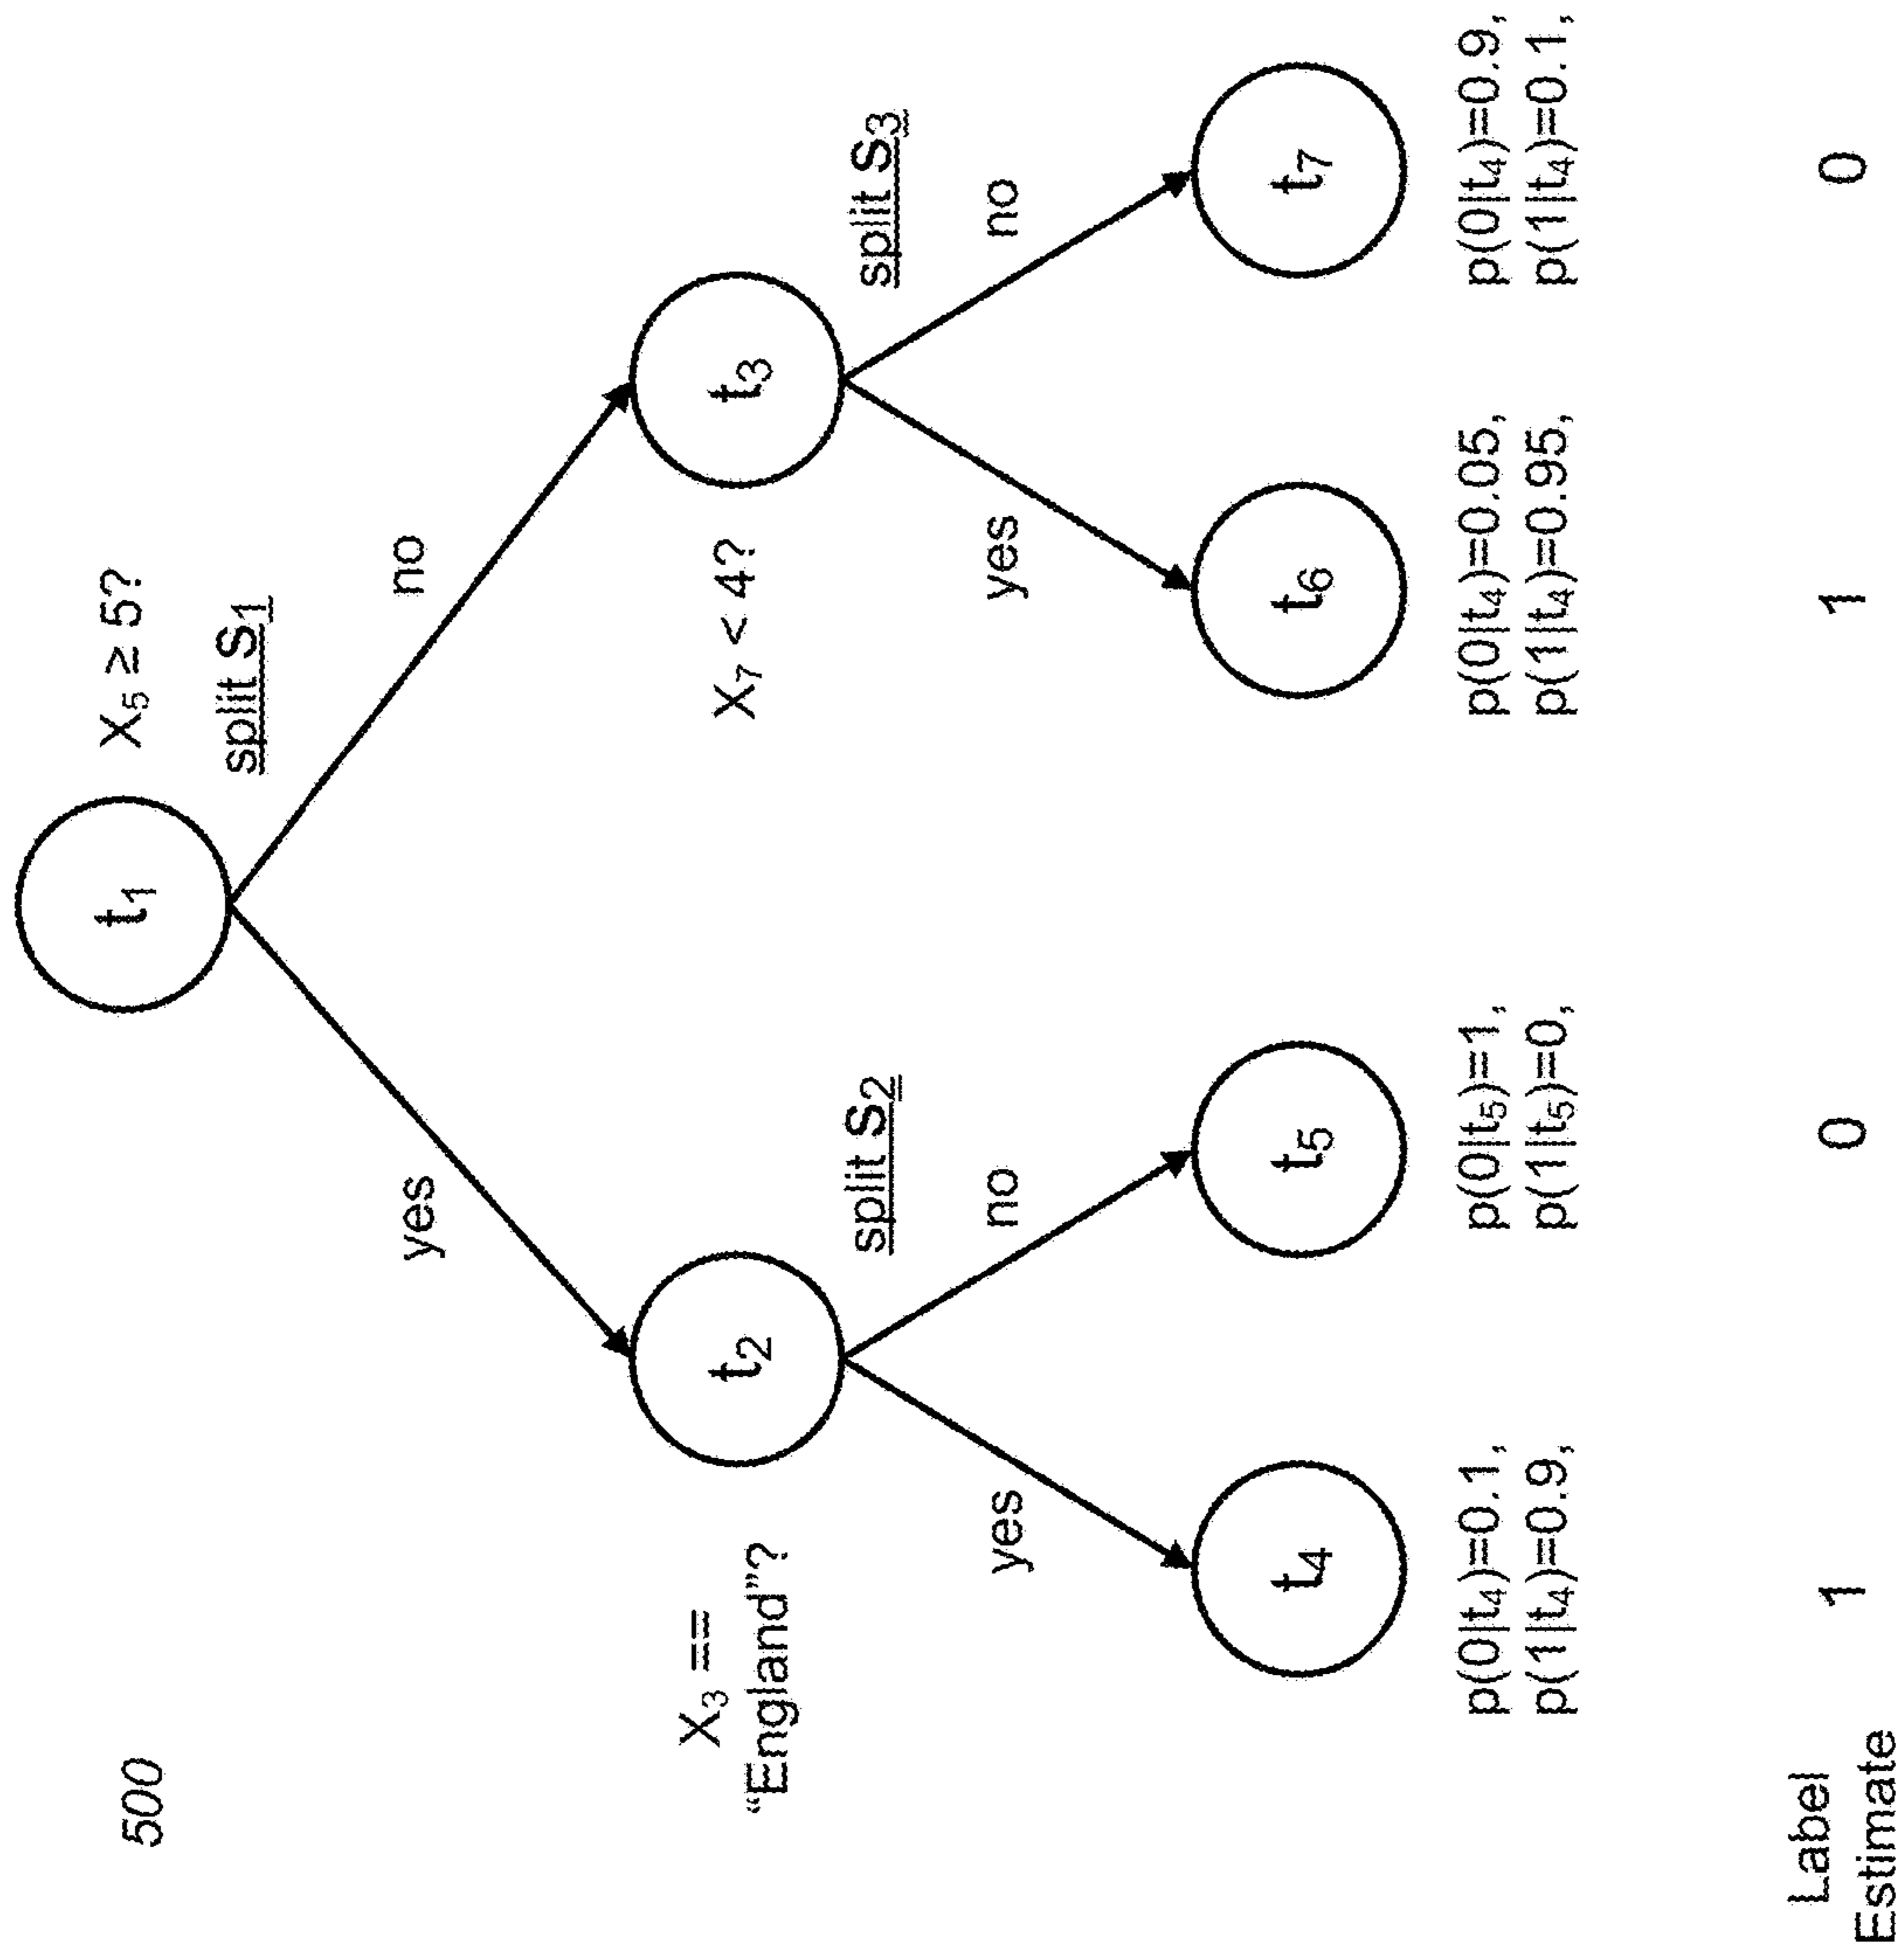 500
t₁
X₅ ≥ 5?
split S₁
yes
no
X₃ ==
“England”?
t₂
split S₂
X₇ < 4?
t₃
split S₃
yes
no
yes
no
t₄
t₅
t₆
t₇
p(0|t₄)=0.1,
p(1|t₄)=0.9,
p(0|t₅)=1,
p(1|t₅)=0,
p(0|t₄)=0.05,
p(1|t₄)=0.95,
p(0|t₄)=0.9,
p(1|t₄)=0.1,
Label
Estimate
1
0
1
0